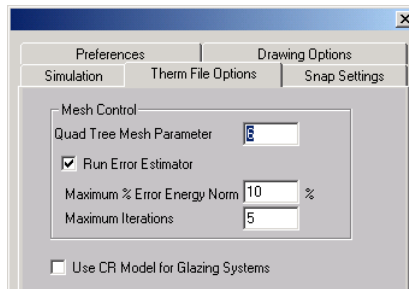 Preferences Drawing Options
Simulation Therm File Options Snap Settings
Mesh Control
Quad Tree Mesh Parameter 6
Run Error Estimator
Maximum % Error Energy Norm 10 %
Maximum Iterations 5
Use CR Model for Glazing Systems